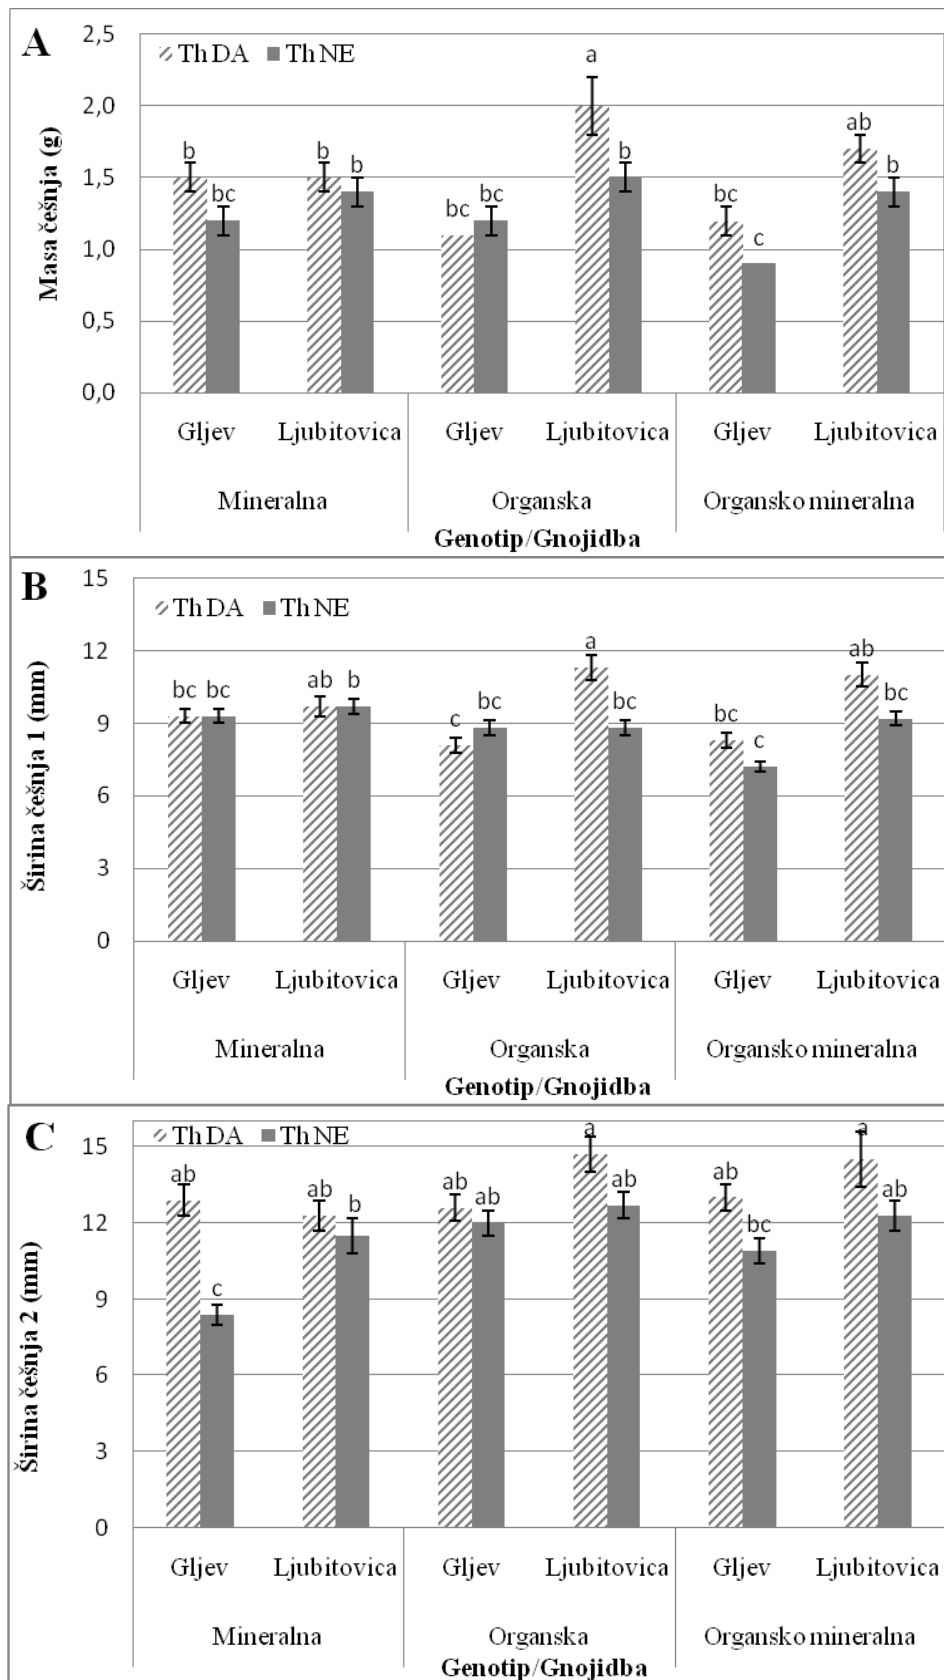 A
2,5
Th DA Th NE
a
2,0
ab
b b b b b
1,5
bc bc bc bc
c
1,0
0,5
0,0
Masa češnja (g)
Gljev Ljubitovica Gljev Ljubitovica Gljev Ljubitovica
Mineralna Organska Organsko mineralna
Genotip/Gnojidba
B
15
Th DA Th NE
12
a ab
bc bc ab b bc bc bc bc
9
c c
6
3
0
Širina češnja 1 (mm)
Gljev Ljubitovica Gljev Ljubitovica Gljev Ljubitovica
Mineralna Organska Organsko mineralna
Genotip/Gnojidba
C
Th DA Th NE
15
a a
ab ab b ab ab ab ab bc ab
12
c
9
6
3
0
Širina češnja 2 (mm)
Gljev Ljubitovica Gljev Ljubitovica Gljev Ljubitovica
Mineralna Organska Organsko mineralna
Genotip/Gnojidba